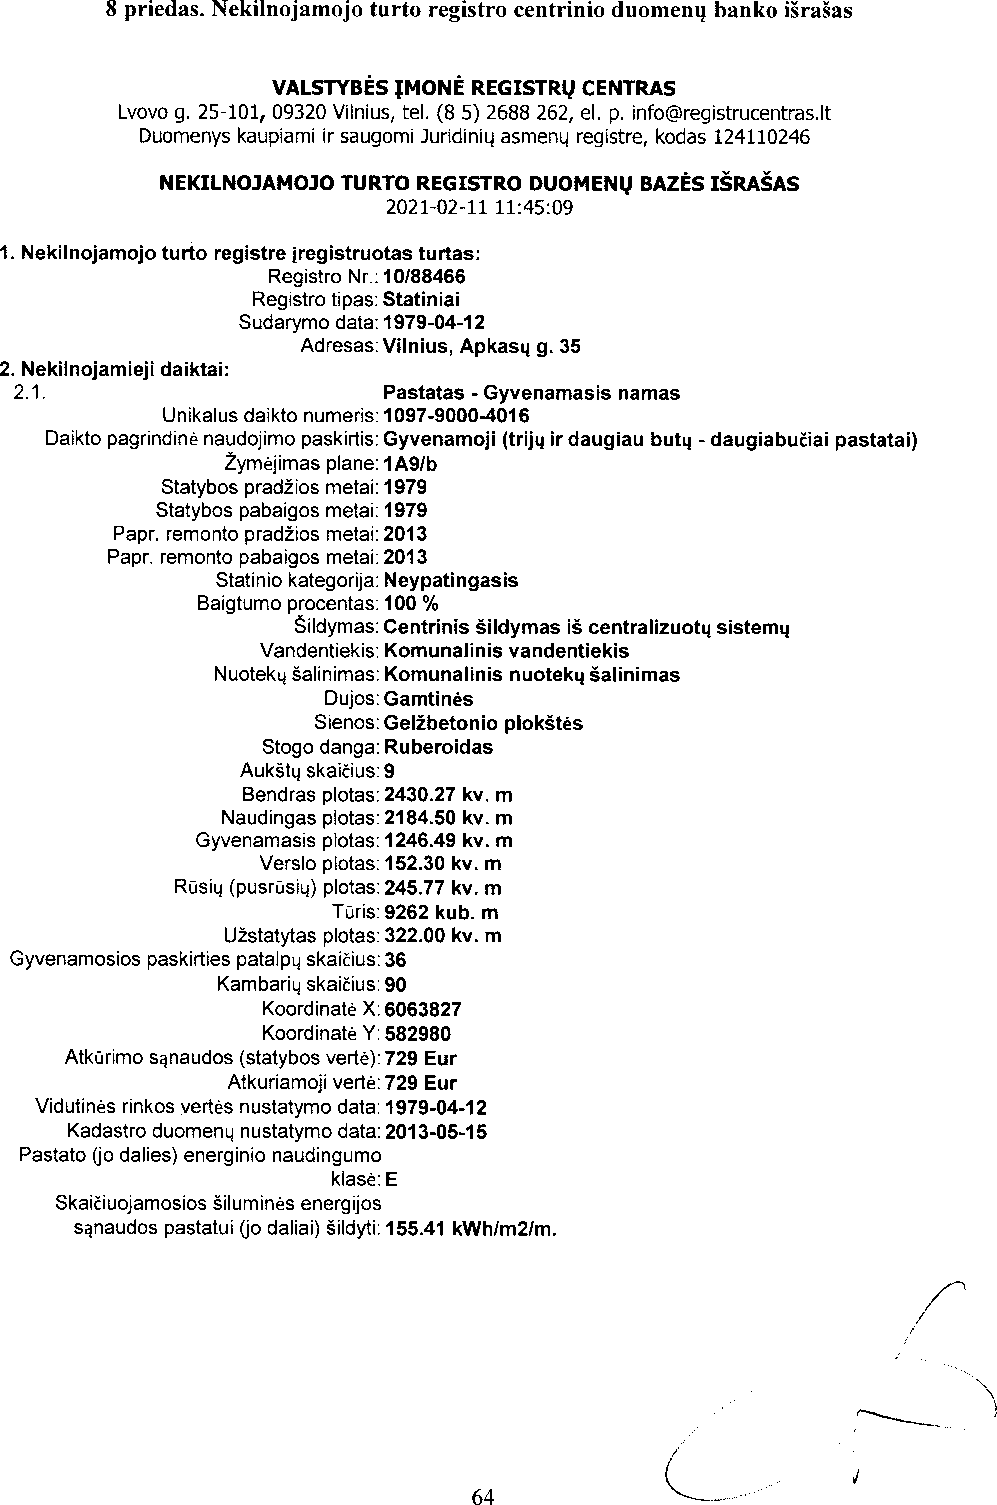 8 priedas. Nekilnojamojo turto registro centrinio duomenų banko išrašas
VALSTYBĖS ĮMONĖ REGISTRŲ CENTRAS
Lvovo g. 25-101, 09320 Vilnius, tel. (8 5) 2688 262, el. p. info@registrucentras.lt
Duomenys kaupiami ir saugomi Juridinių asmenų registre, kodas 124110246
NEKILNOJAMOJO TURTO REGISTRO DUOMENŲ BAZĖS IŠRAŠAS
2021-02-11 11:45:09
1. Nekilnojamojo turto registre įregistruotas turtas:
Registro Nr.: 10/88466
Registro tipas: Statiniai
Sudarymo data: 1979-04-12
Adresas: Vilnius, Apkasų g. 35
2. Nekilnojamieji daiktai:
2.1. Pastatas - Gyvenamasis namas
Unikalus daikto numeris: 1097-9000-4016
Daikto pagrindinė naudojimo paskirtis: Gyvenamoji (trijų ir daugiau butų - daugiabučiai pastatai)
Žymėjimas plane: 1A9/b
Statybos pradžios metai: 1979
Statybos pabaigos metai: 1979
Papr. remonto pradžios metai: 2013
Papr. remonto pabaigos metai: 2013
Statinio kategorija: Neypatingasis
Baigtumo procentas: 100 %
Šildymas: Centrinis šildymas iš centralizuotų sistemų
Vandentiekis: Komunalinis vandentiekis
Nuotekų šalinimas: Komunalinis nuotekų šalinimas
Dujos: Gamtinės
Sienos: Gelžbetonio plokštės
Stogo danga: Ruberoidas
Aukštų skaičius: 9
Bendras plotas: 2430.27 kv. m
Naudingas plotas: 2184.50 kv. m
Gyvenamasis plotas: 1246.49 kv. m
Verslo plotas: 152.30 kv. m
Rūsių (pusrūsių) plotas: 245.77 kv. m
Tūris: 9262 kub. m
Užstatytas plotas: 322.00 kv. m
Gyvenamosios paskirties patalpų skaičius: 36
Kambarių skaičius: 90
Koordinatė X: 6063827
Koordinatė Y: 582980
Atkūrimo sąnaudos (statybos vertė): 729 Eur
Atkuriamoji vertė: 729 Eur
Vidutinės rinkos vertės nustatymo data: 1979-04-12
Kadastro duomenų nustatymo data: 2013-05-15
Pastato (jo dalies) energinio naudingumo
klasė: E
Skaičiuojamosios šiluminės energijos
sąnaudos pastatui (jo daliai) šildyti: 155.41 kWh/m2/m.
64